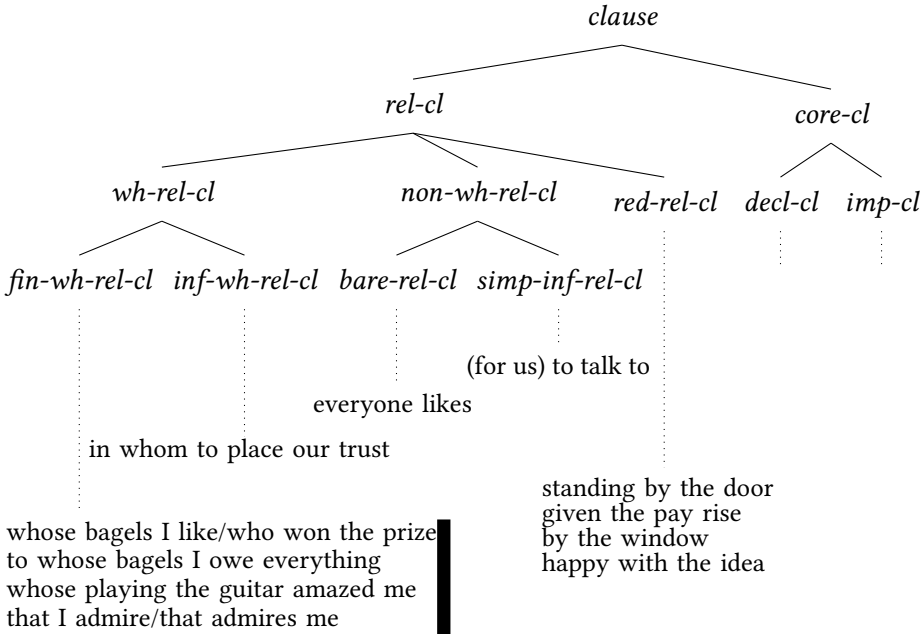 clause
rel-cl
core-cl
wh-rel-cl non-wh-rel-cl red-rel-cl decl-cl imp-cl
fin-wh-rel-cl inf-wh-rel-cl bare-rel-cl simp-inf-rel-cl
(for us) to talk to
everyone likes
in whom to place our trust
standing by the door
given the pay rise
by the window
happy with the idea
whose bagels I like/who won the prize
to whose bagels I owe everything
whose playing the guitar amazed me
that I admire/that admires me